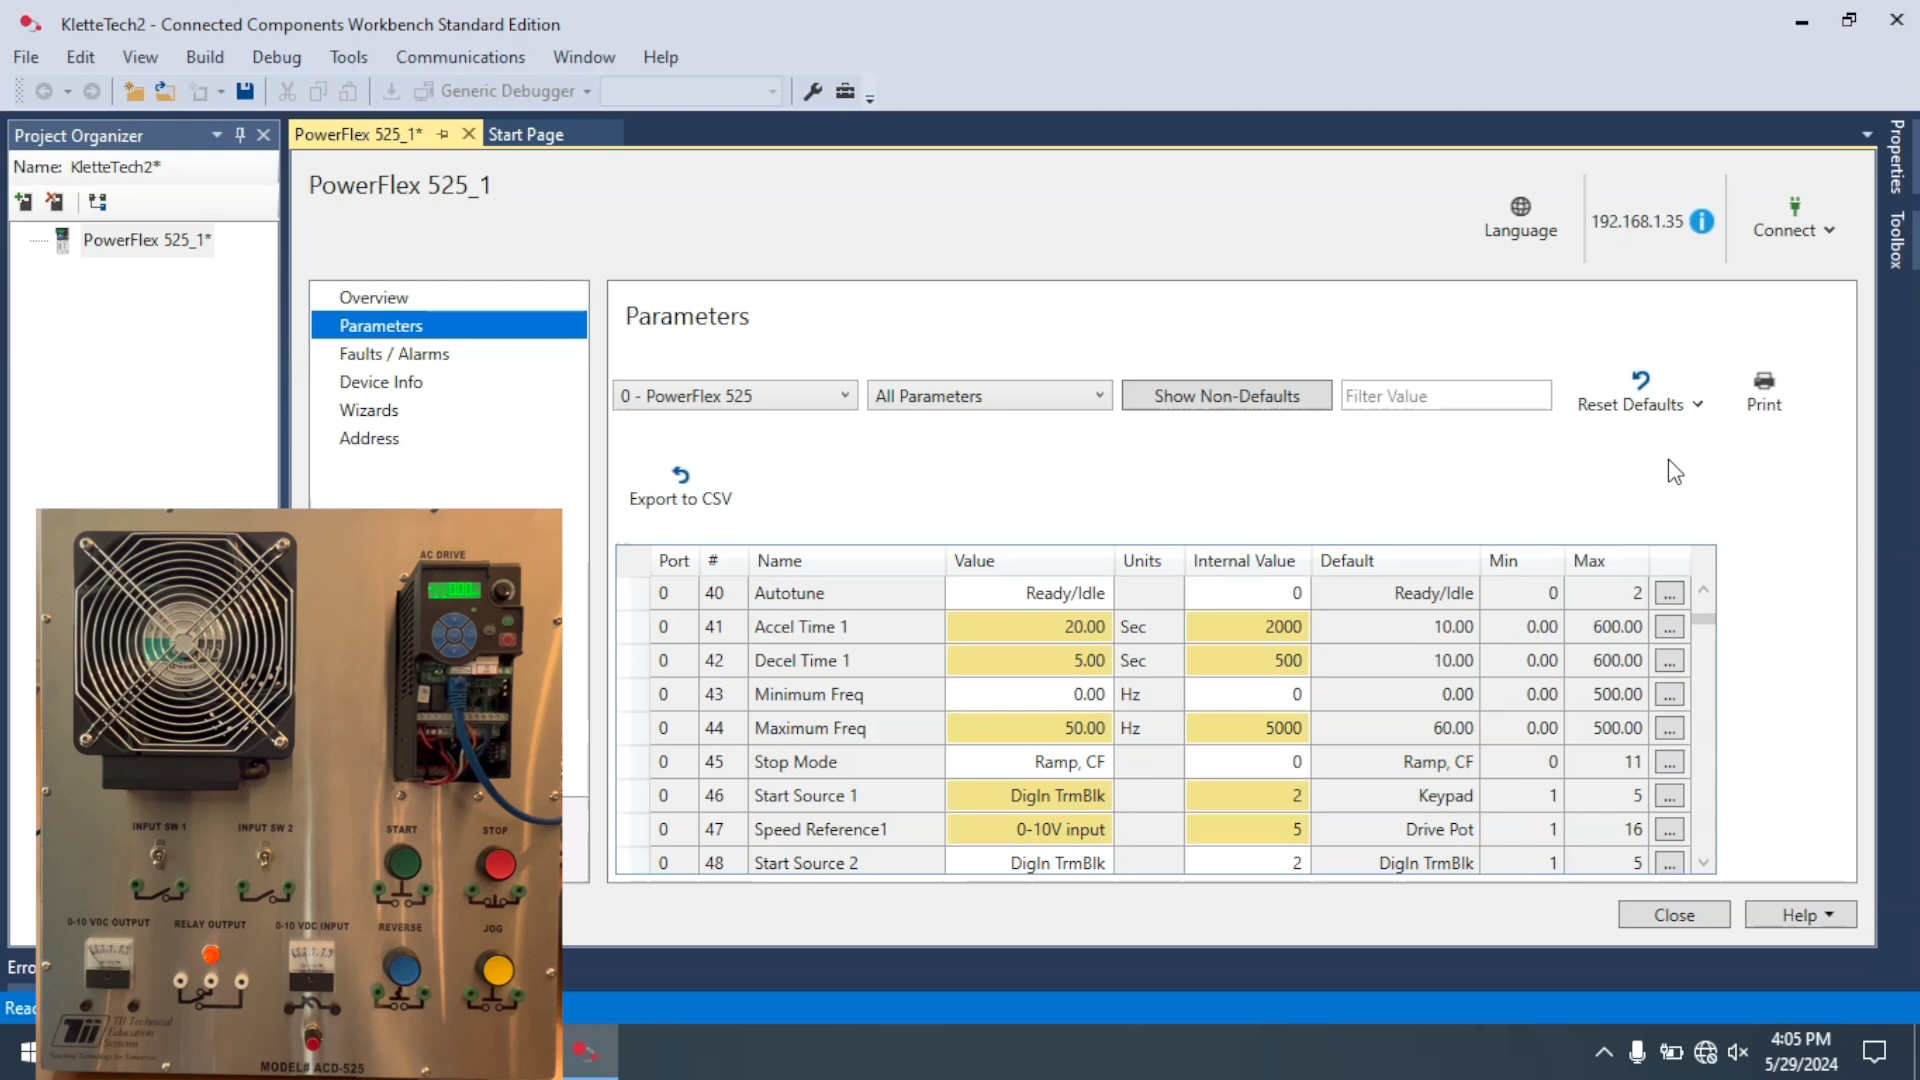 KletteTech2 - Connected Components Workbench Standard Edition
File Edit View Build Debug Tools Communications Window Help
Generic Debugger
Project Organizer
PowerFlex 525_1*
Start Page
Name: KletteTech2*
PowerFlex 525_1*
PowerFlex 525_1
Language
192.168.1.35
Connect
Properties
Toolbox
Overview
Parameters
Faults / Alarms
Device Info
Wizards
Address
Parameters
0 - PowerFlex 525
All Parameters
Show Non-Defaults
Filter Value
Reset Defaults
Print
Export to CSV
Port # Name Value Units Internal Value Default Min Max
0 40 Autotune Ready/Idle 0 Ready/Idle 0 2 ...
0 41 Accel Time 1 20.00 Sec 2000 10.00 0.00 600.00 ...
0 42 Decel Time 1 5.00 Sec 500 10.00 0.00 600.00 ...
0 43 Minimum Freq 0.00 Hz 0 0.00 0.00 500.00 ...
0 44 Maximum Freq 50.00 Hz 5000 60.00 0.00 500.00 ...
0 45 Stop Mode Ramp, CF 0 Ramp, CF 0 11 ...
0 46 Start Source 1 DigIn TrmBlk 2 Keypad 1 5 ...
0 47 Speed Reference1 0-10V input 5 Drive Pot 1 16 ...
0 48 Start Source 2 DigIn TrmBlk 2 DigIn TrmBlk 1 5 ...
Close
Help
AC DRIVE
INPUT SW 1
INPUT SW 2
START
STOP
0-10 VDC OUTPUT
RELAY OUTPUT
0-10 VDC INPUT
REVERSE
JOG
Tii
TII Technical
Education
Systems
Teaching Technology for Tomorrow
MODEL# ACD-525
Erro
Read
4:05 PM
5/29/2024